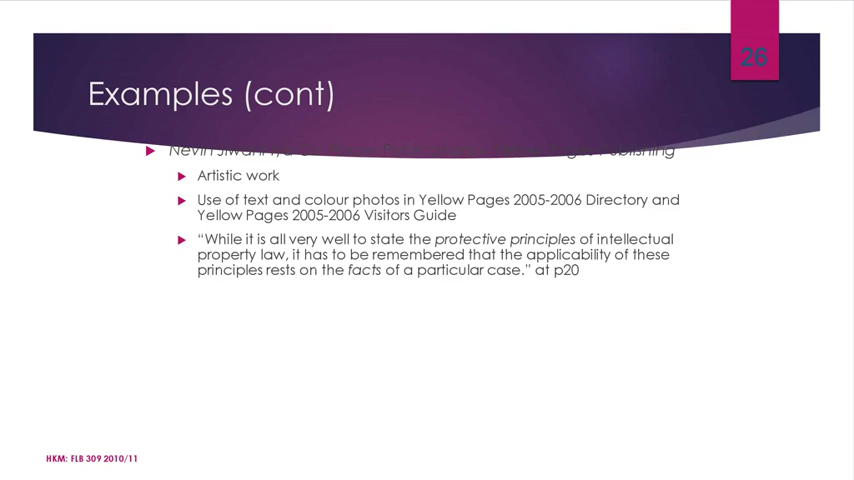 26
Examples (cont)
Nevin Jiwani Yellow Pages Publishing
Artistic work
Use of text and colour photos in Yellow Pages 2005-2006 Directory and
Yellow Pages 2005-2006 Visitors Guide
“While it is all very well to state the protective principles of intellectual
property law, it has to be remembered that the applicability of these
principles rests on the facts of a particular case.” at p20
HKM: FLB 309 2010/11